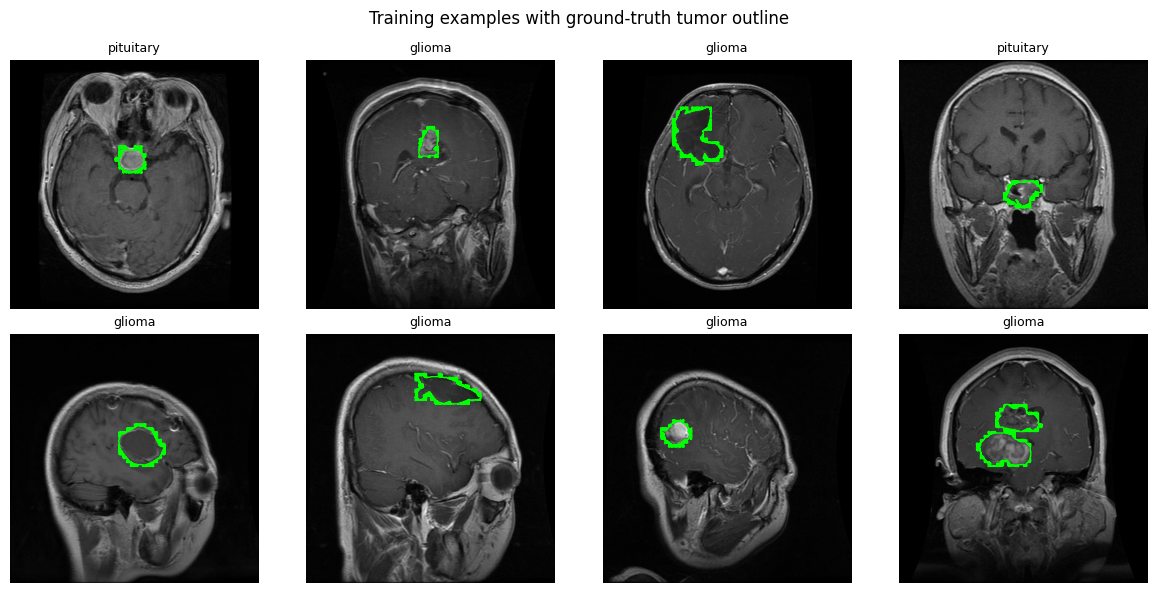 Training examples with ground-truth tumor outline
pituitary
glioma
glioma
pituitary
glioma
glioma
glioma
glioma